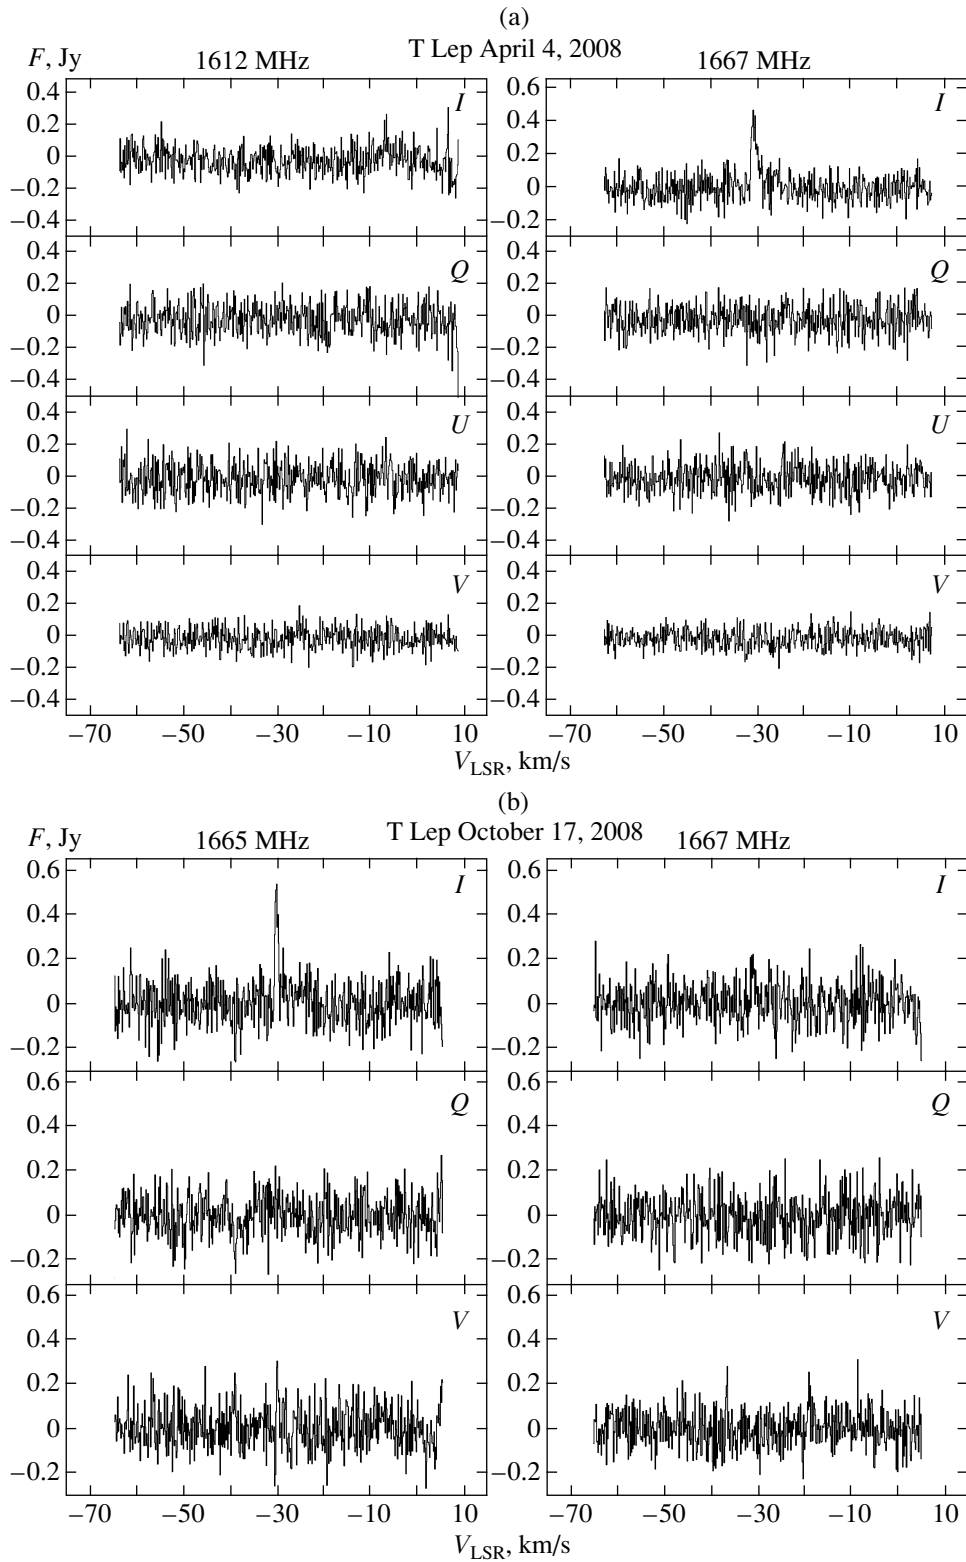 (a)
T Lep April 4, 2008
F, Jy 1612 MHz 1667 MHz
0.4 I 0.6 I
0.2 0.4
0 0.2
−0.2 0
−0.4 −0.2
0.4 Q 0.4 Q
0.2 0.2
0 0
−0.2 −0.2
−0.4 −0.4
0.4 U 0.4 U
0.2 0.2
0 0
−0.2 −0.2
−0.4 −0.4
0.4 V 0.4 V
0.2 0.2
0 0
−0.2 −0.2
−0.4 −0.4
−70 −50 −30 −10 10 −70 −50 −30 −10 10
VLSR, km/s
(b)
T Lep October 17, 2008
F, Jy 1665 MHz 1667 MHz
0.6 I 0.6 I
0.4 0.4
0.2 0.2
0 0
−0.2 −0.2
0.6 Q 0.6 Q
0.4 0.4
0.2 0.2
0 0
−0.2 −0.2
0.6 V 0.6 V
0.4 0.4
0.2 0.2
0 0
−0.2 −0.2
−70 −50 −30 −10 10 −70 −50 −30 −10 10
VLSR, km/s